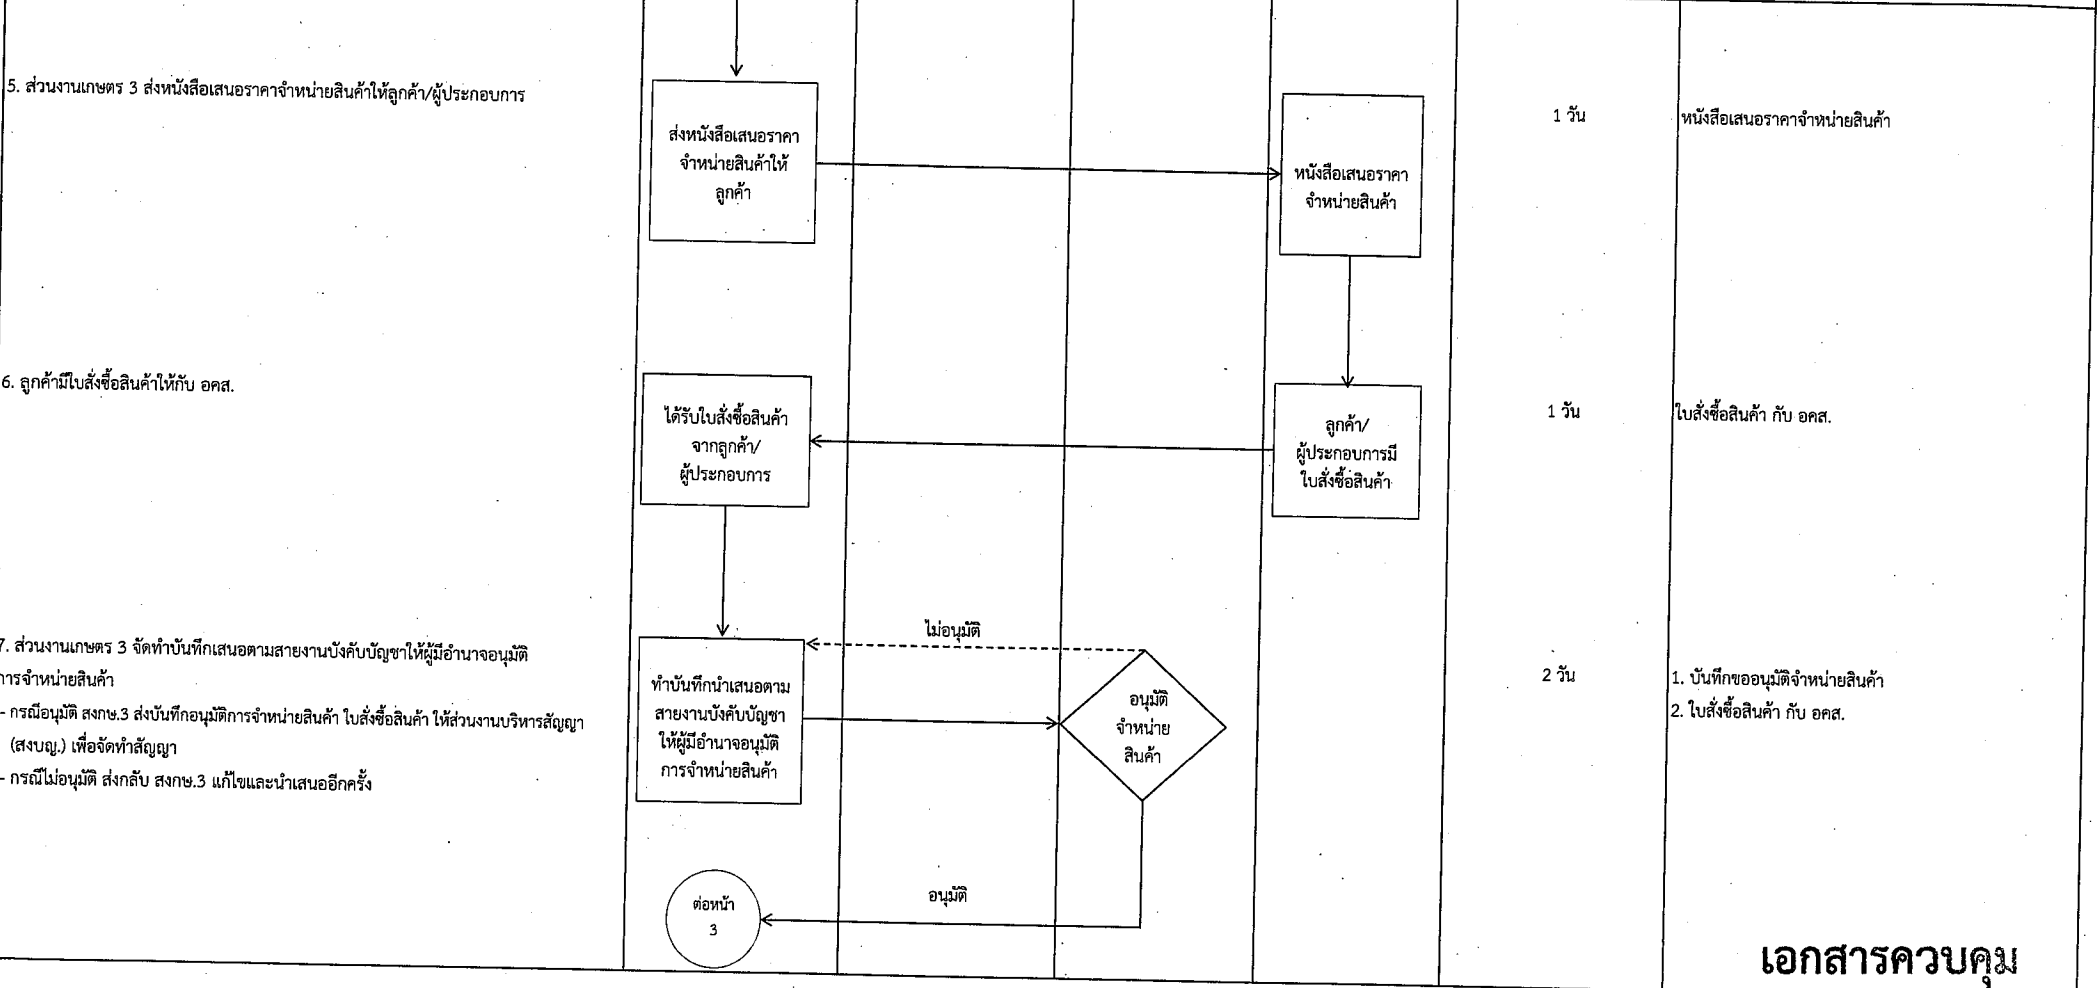 5. ส่วนงานเกษตร 3 ส่งหนังสือเสนอราคาจำหน่ายสินค้าให้ลูกค้า/ผู้ประกอบการ
ส่งหนังสือเสนอราคา
จำหน่ายสินค้าให้
ลูกค้า
หนังสือเสนอราคา
จำหน่ายสินค้า
1 วัน
หนังสือเสนอราคาจำหน่ายสินค้า
6. ลูกค้ามีใบสั่งซื้อสินค้าให้กับ อคส.
ได้รับใบสั่งซื้อสินค้า
จากลูกค้า/
ผู้ประกอบการ
ลูกค้า/
ผู้ประกอบการมี
ใบสั่งซื้อสินค้า
1 วัน
ใบสั่งซื้อสินค้า กับ อคส.
7. ส่วนงานเกษตร 3 จัดทำบันทึกเสนอตามสายงานบังคับบัญชาให้ผู้มีอำนาจอนุมัติ
การจำหน่ายสินค้า
- กรณีอนุมัติ สงกษ.3 ส่งบันทึกอนุมัติการจำหน่ายสินค้า ใบสั่งซื้อสินค้า ให้ส่วนงานบริหารสัญญา
(สงบญ.) เพื่อจัดทำสัญญา
- กรณีไม่อนุมัติ ส่งกลับ สงกษ.3 แก้ไขและนำเสนออีกครั้ง
ทำบันทึกนำเสนอตาม
สายงานบังคับบัญชา
ให้ผู้มีอำนาจอนุมัติ
การจำหน่ายสินค้า
ไม่อนุมัติ
อนุมัติ
จำหน่าย
สินค้า
2 วัน
1. บันทึกขออนุมัติจำหน่ายสินค้า
2. ใบสั่งซื้อสินค้า กับ อคส.
อนุมัติ
ต่อหน้า
3
เอกสารควบคุม